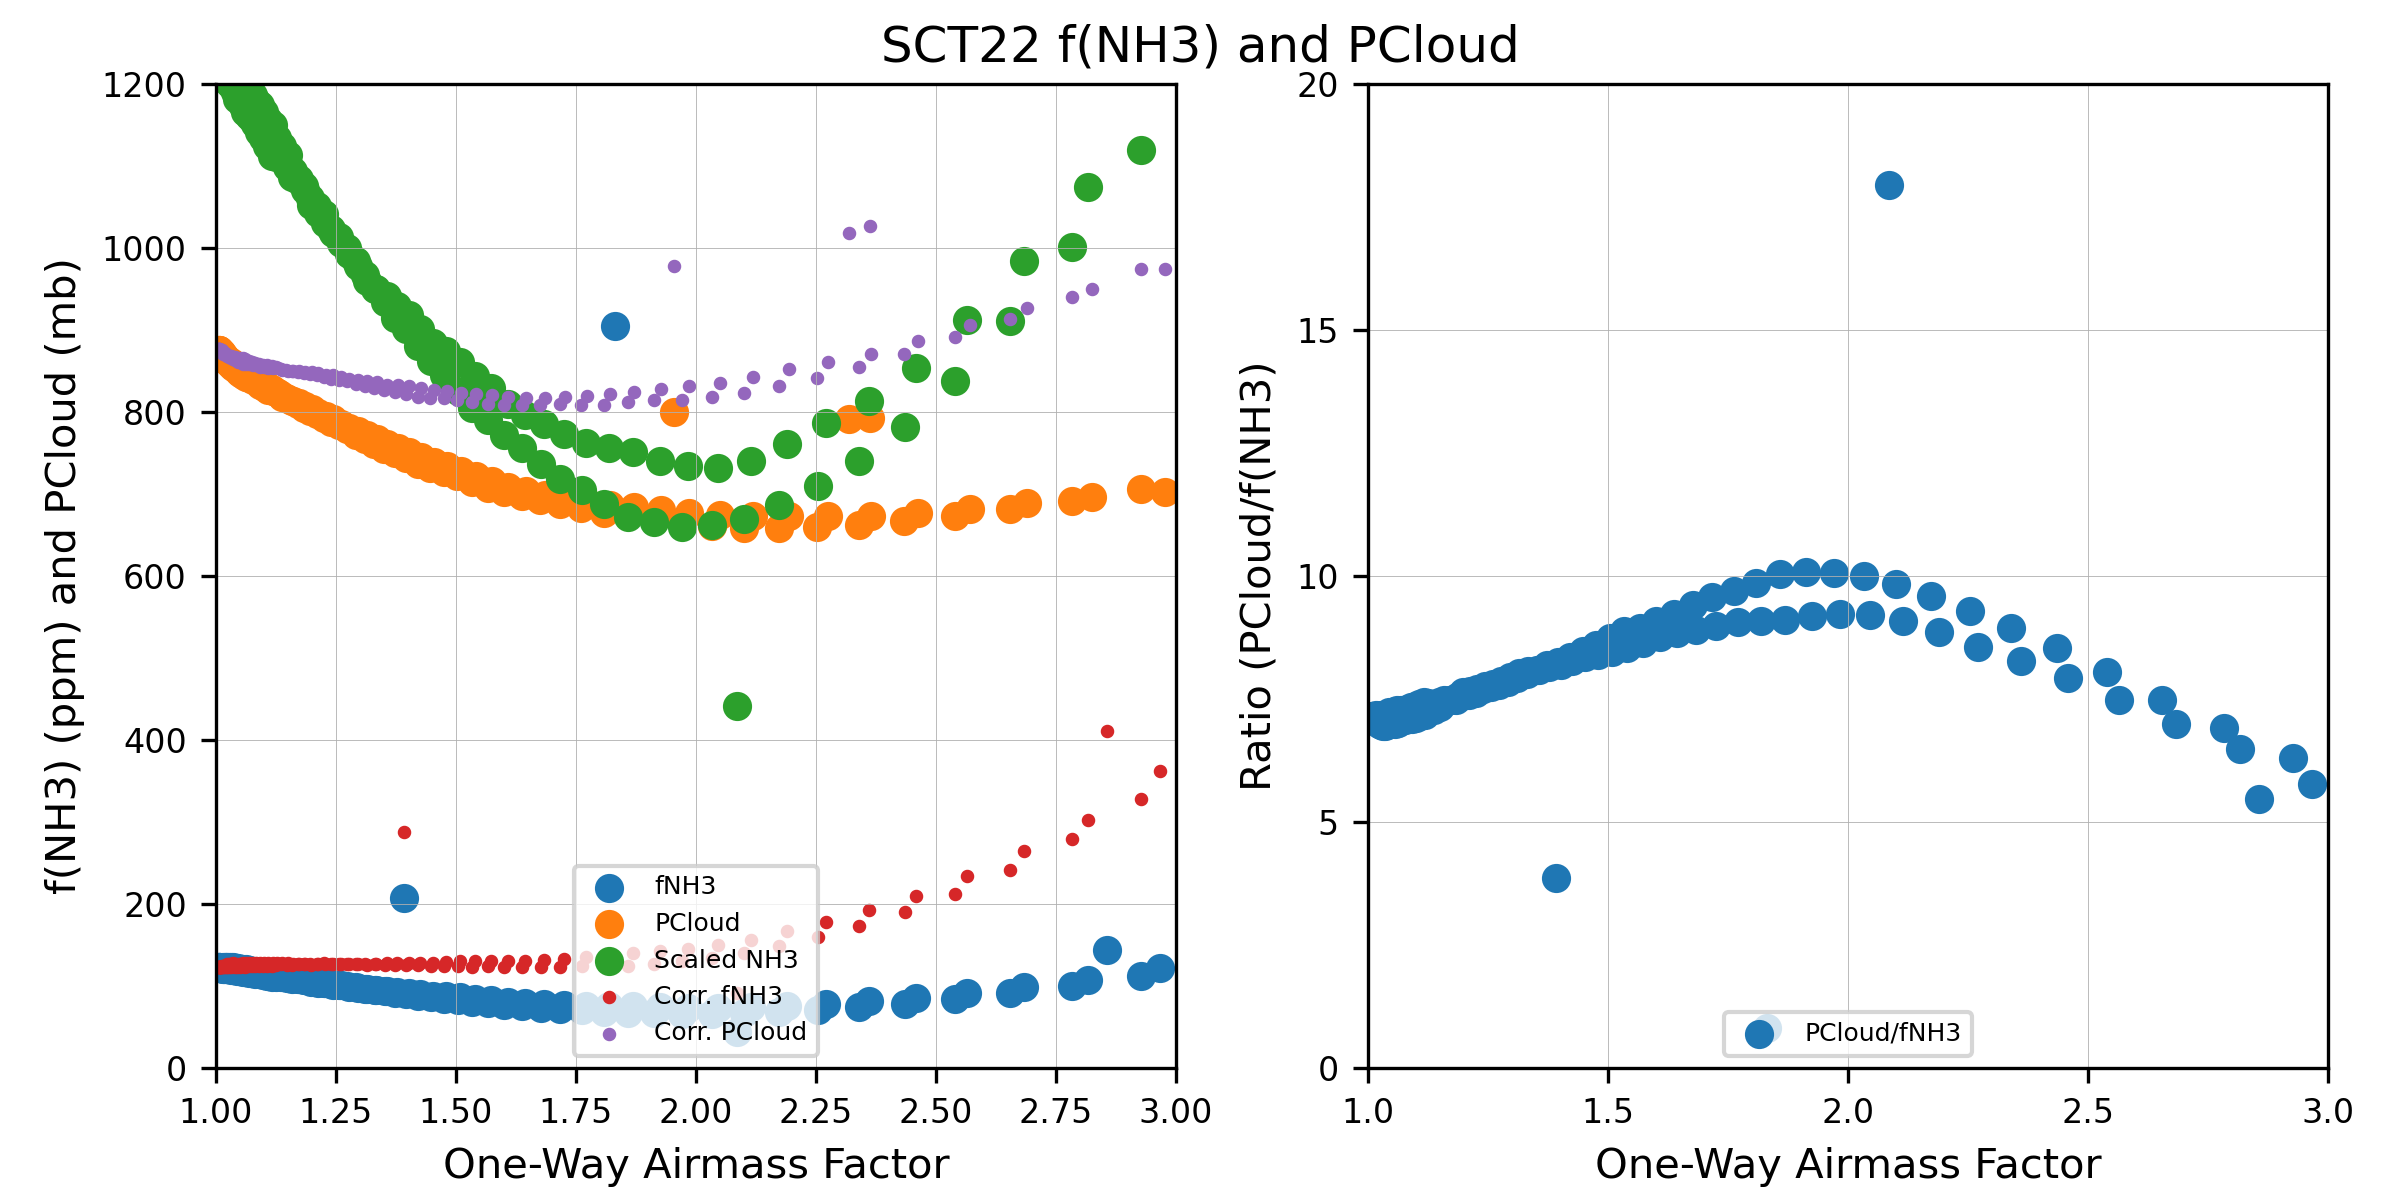 SCT22 f(NH3) and PCloud
f(NH3) (ppm) and PCloud (mb)
1200
1000
800
600
400
200
0
1.00 1.25 1.50 1.75 2.00 2.25 2.50 2.75 3.00
One-Way Airmass Factor
fNH3
PCloud
Scaled NH3
Corr. fNH3
Corr. PCloud
Ratio (PCloud/f(NH3)
20
15
10
5
0
1.0 1.5 2.0 2.5 3.0
One-Way Airmass Factor
PCloud/fNH3